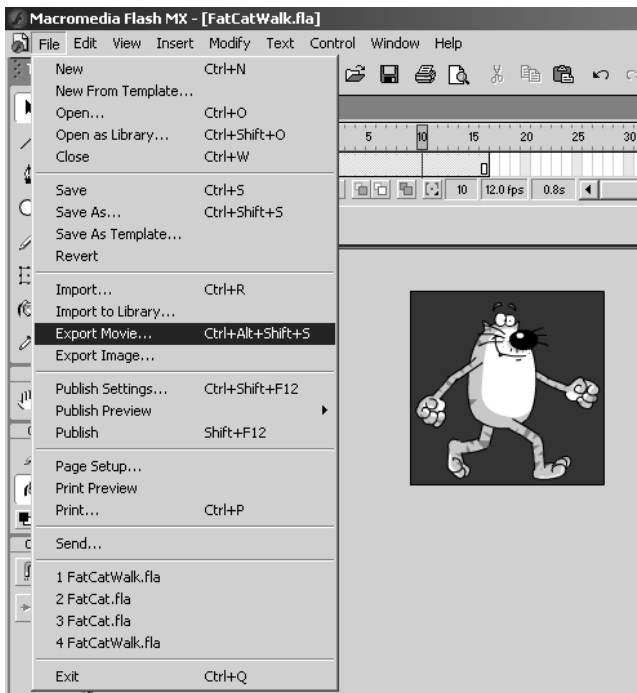 Macromedia Flash MX - [FatCatWalk.fla]
File Edit View Insert Modify Text Control Window Help
New Ctrl+N
New From Template...
Open... Ctrl+O
Open as Library... Ctrl+Shift+O
Close Ctrl+W
5 10 15 20 25 30
Save Ctrl+S
10 12.0 fps 0.8s
Save As... Ctrl+Shift+S
Save As Template...
Revert
Import... Ctrl+R
Import to Library...
Export Movie... Ctrl+Alt+Shift+S
Export Image...
Publish Settings... Ctrl+Shift+F12
Publish Preview
Publish Shift+F12
Page Setup...
Print Preview
Print... Ctrl+P
Send...
1 FatCatWalk.fla
2 FatCat.fla
3 FatCat.fla
4 FatCatWalk.fla
Exit Ctrl+Q